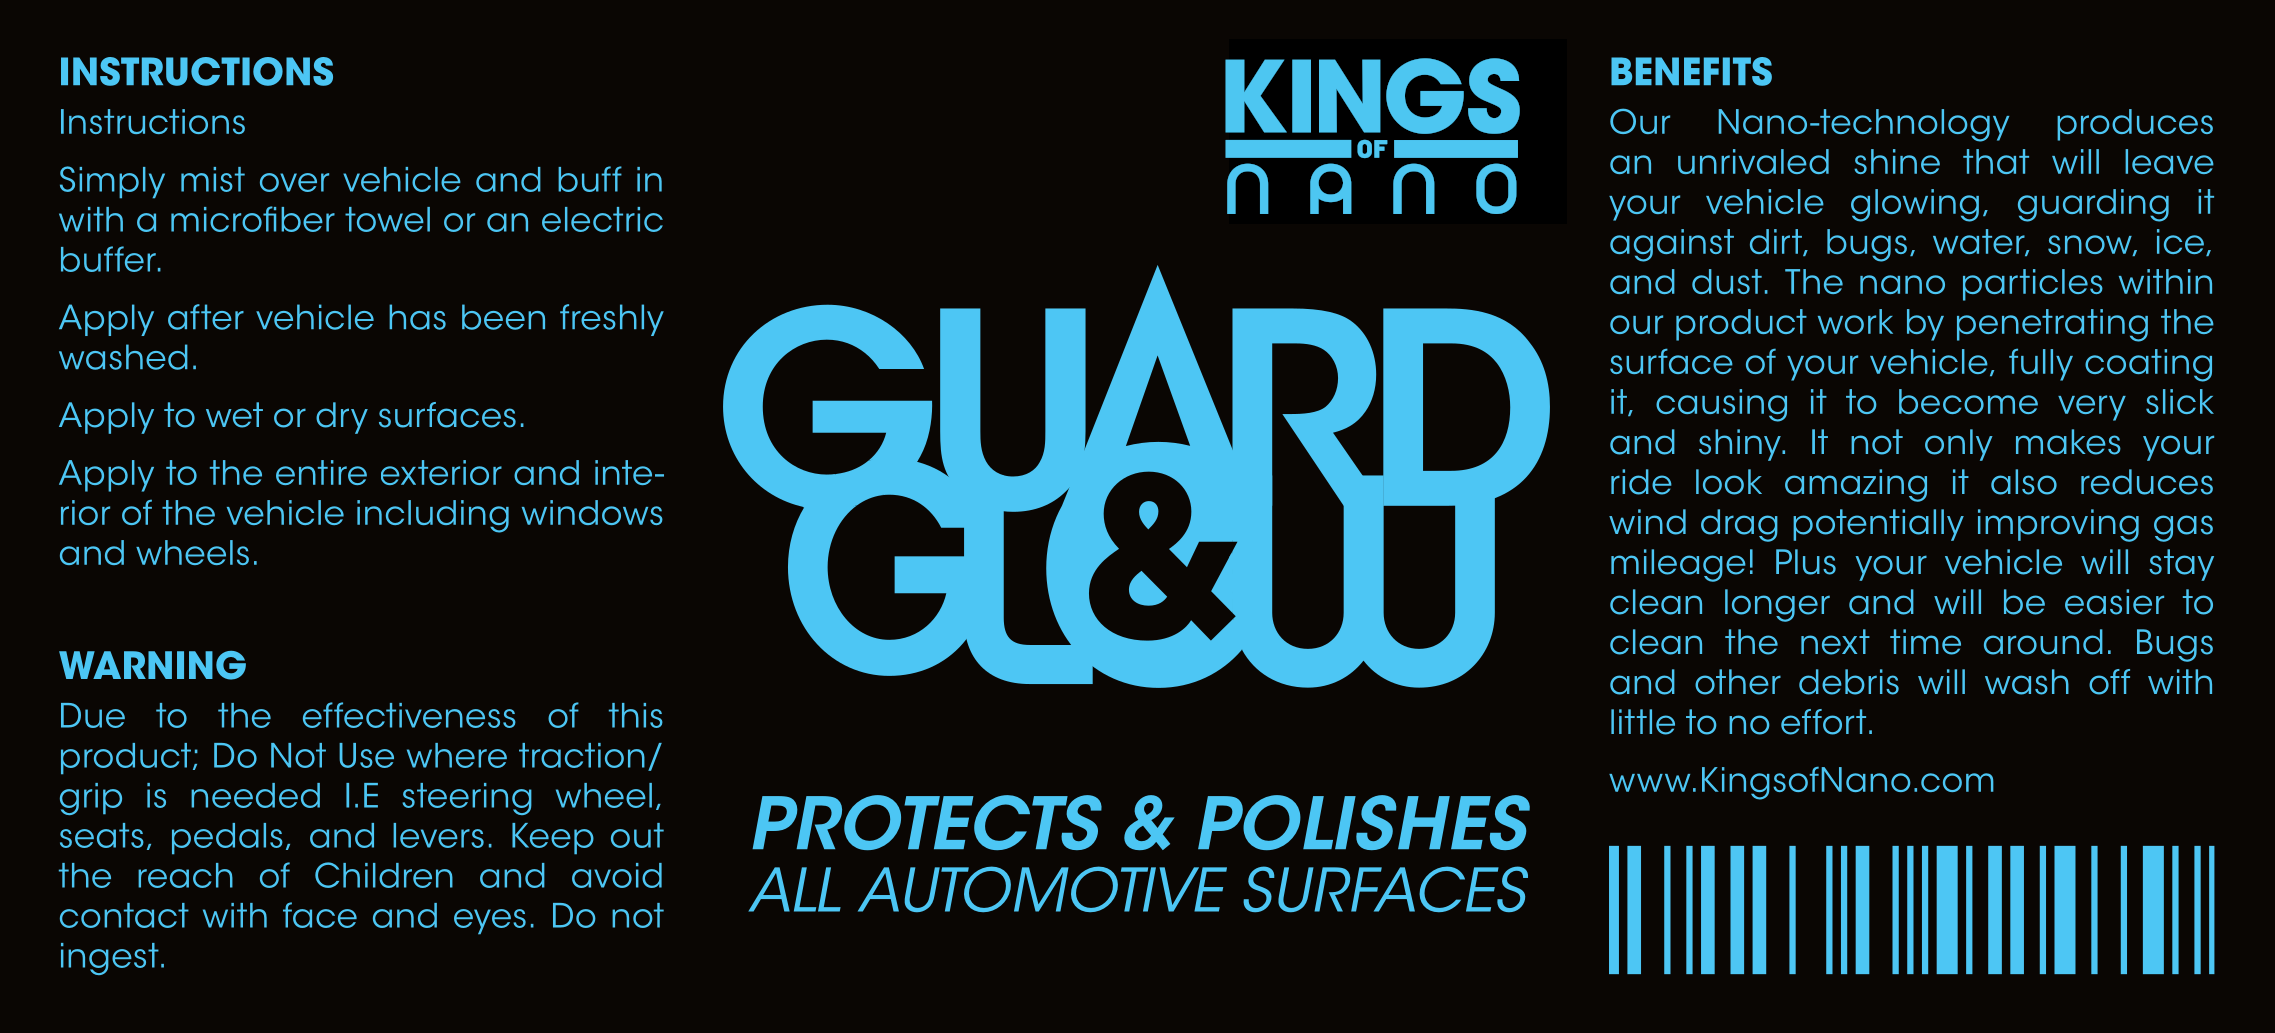 INSTRUCTIONS
Instructions
Simply mist over vehicle and buff in
with a microfiber towel or an electric
buffer.
Apply after vehicle has been freshly
washed.
Apply to wet or dry surfaces.
Apply to the entire exterior and inte-
rior of the vehicle including windows
and wheels.
WARNING
Due to the effectiveness of this
product; Do Not Use where traction/
grip is needed I.E steering wheel,
seats, pedals, and levers. Keep out
the reach of Children and avoid
contact with face and eyes. Do not
ingest.
KINGS
OF
nano
GUARD
&
GLOW
PROTECTS & POLISHES
ALL AUTOMOTIVE SURFACES
BENEFITS
Our Nano-technology produces
an unrivaled shine that will leave
your vehicle glowing, guarding it
against dirt, bugs, water, snow, ice,
and dust. The nano particles within
our product work by penetrating the
surface of your vehicle, fully coating
it, causing it to become very slick
and shiny. It not only makes your
ride look amazing it also reduces
wind drag potentially improving gas
mileage! Plus your vehicle will stay
clean longer and will be easier to
clean the next time around. Bugs
and other debris will wash off with
little to no effort.
www.KingsofNano.com